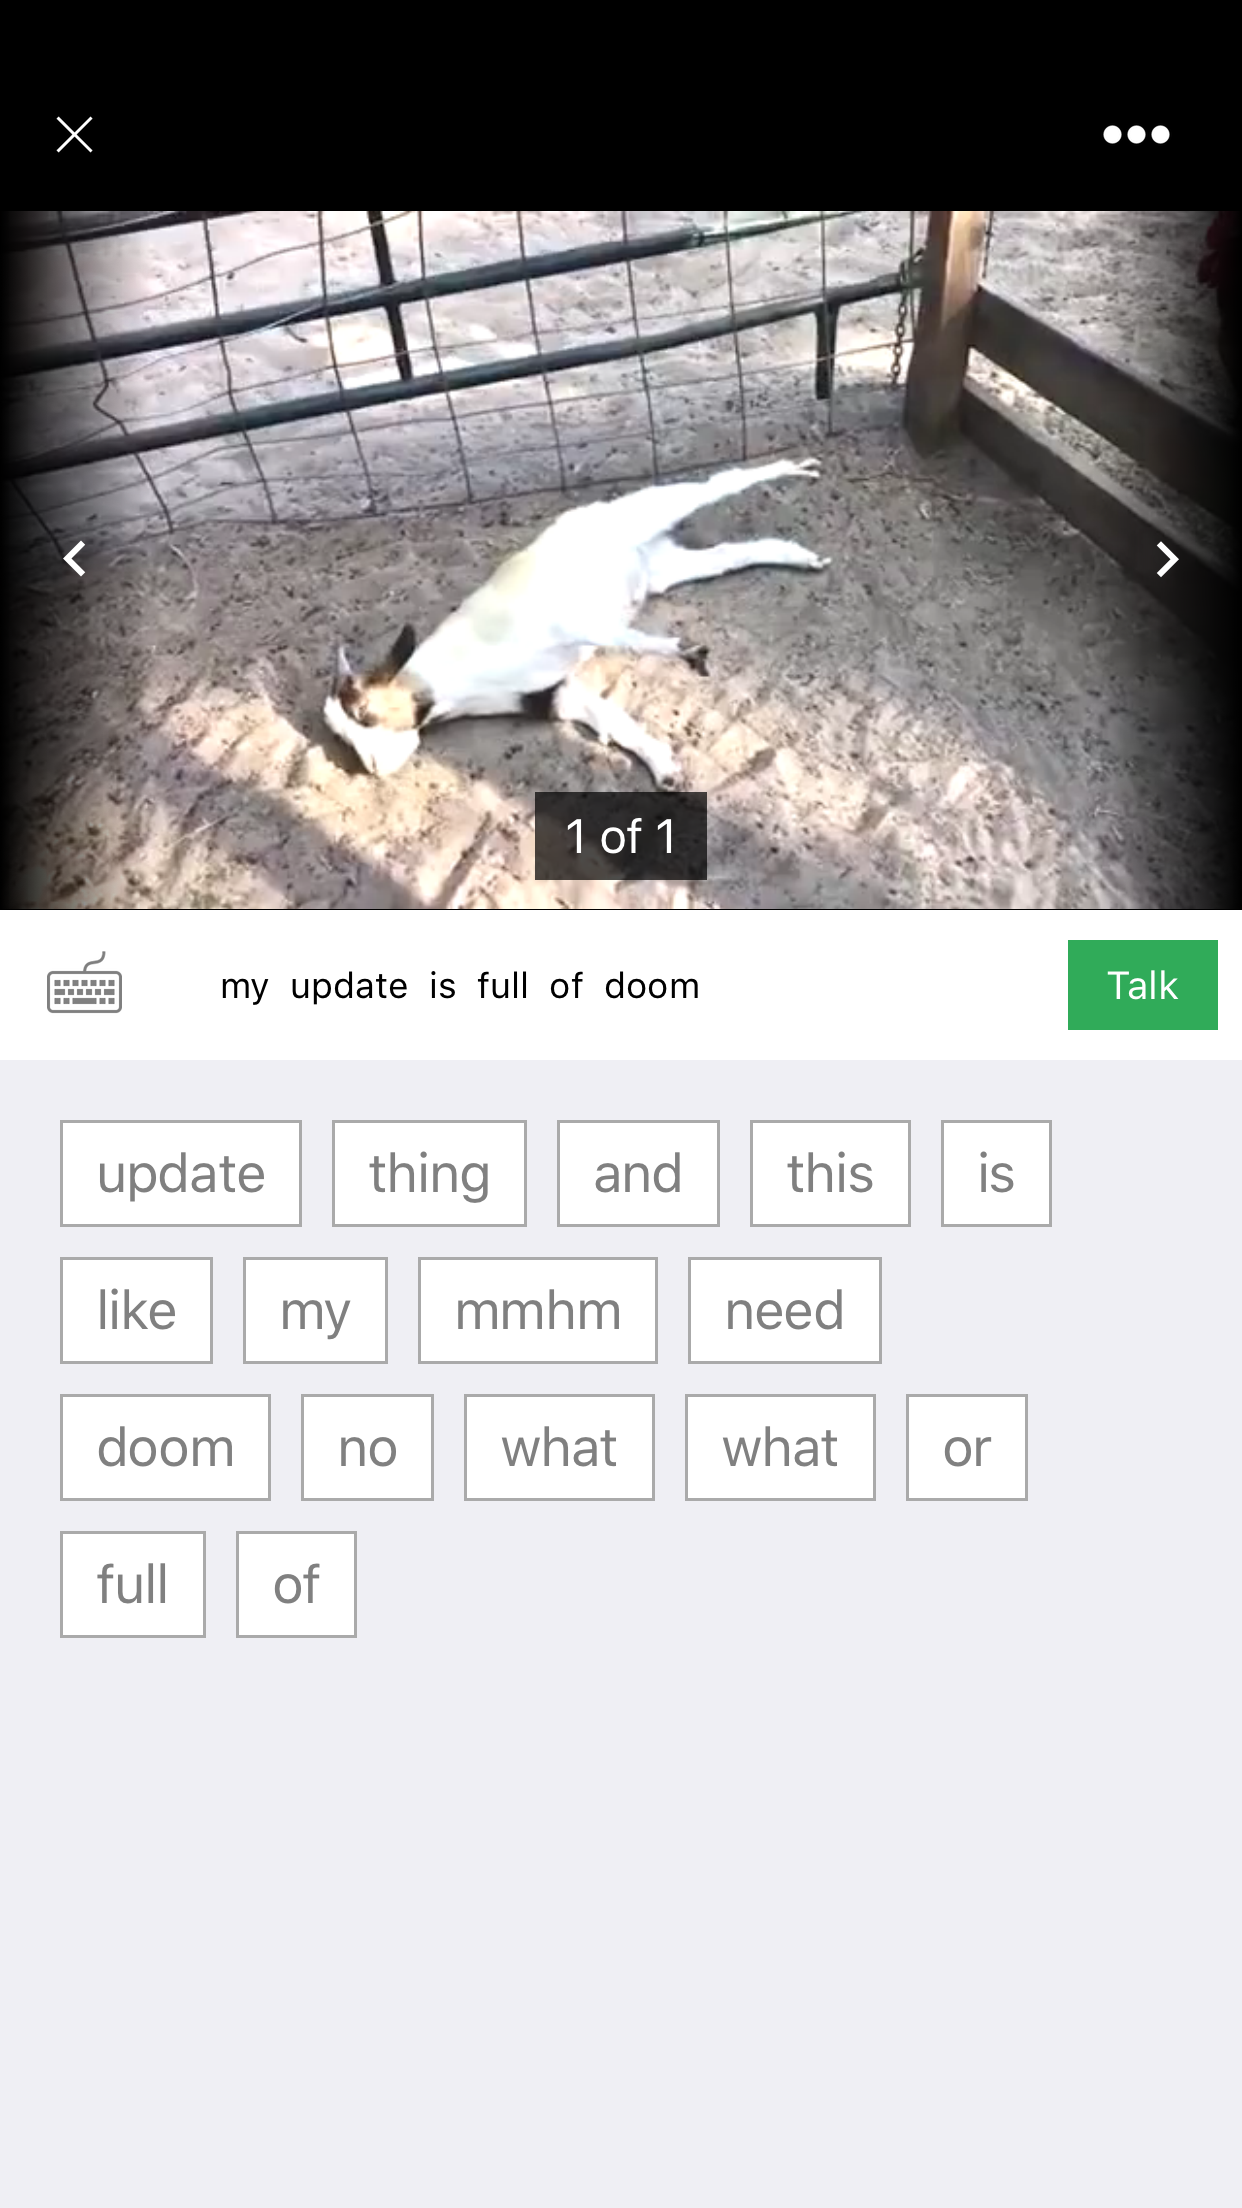 1 of 1
my update is full of doom Talk
update thing and this is
like my mmhm need
doom no what what or
full of